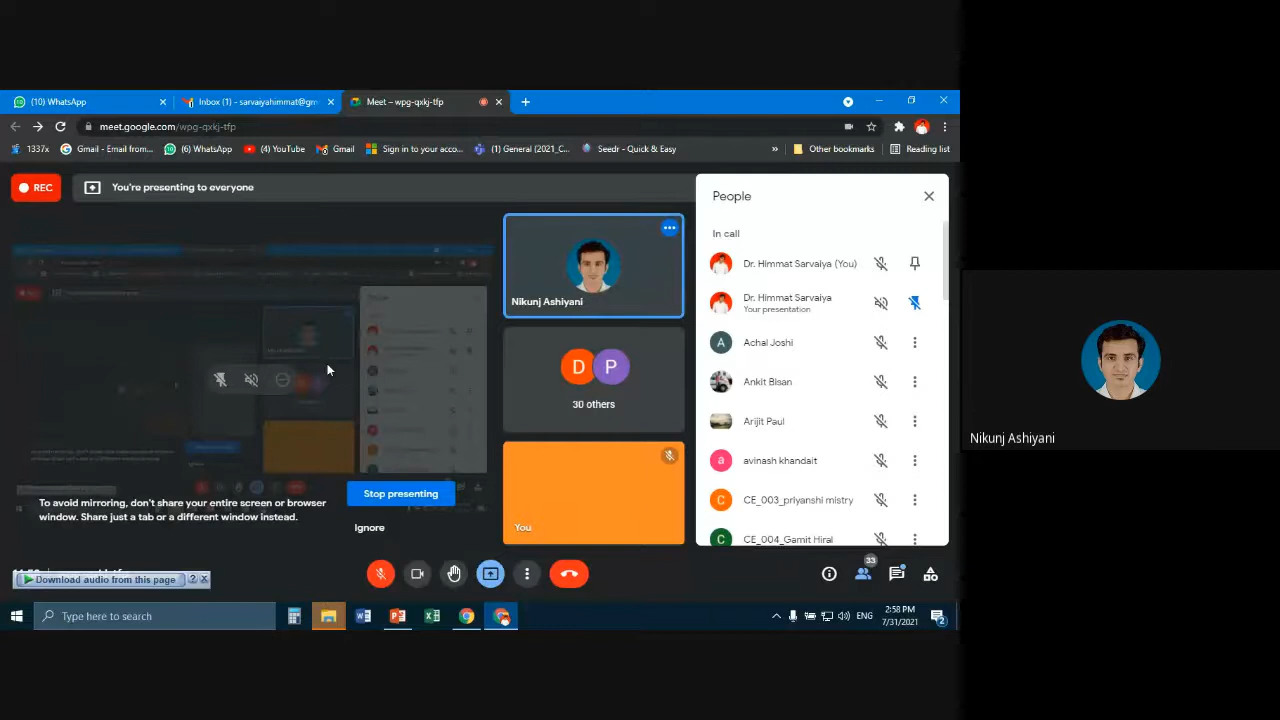 (10) WhatsApp
Inbox (1) - sarvaiyahimmat@gm
Meet – wpg-qxkj-tfp
meet.google.com/wpg-qxkj-tfp
1337x
Gmail - Email from...
(6) WhatsApp
(4) YouTube
Gmail
Sign in to your acco...
(1) General (2021_C...
Seedr - Quick & Easy
»
Other bookmarks
Reading list
REC
You're presenting to everyone
People
In call
Dr. Himmat Sarvaiya (You)
Dr. Himmat Sarvaiya
Your presentation
Achal Joshi
Ankit Bisan
Arijit Paul
avinash khandait
CE_003_priyanshi mistry
CE_004_Gamit Hiral
Nikunj Ashiyani
D P
30 others
You
To avoid mirroring, don't share your entire screen or browser
window. Share just a tab or a different window instead.
Stop presenting
Ignore
Download audio from this page
? X
33
Type here to search
ENG
2:58 PM
7/31/2021
2
Nikunj Ashiyani